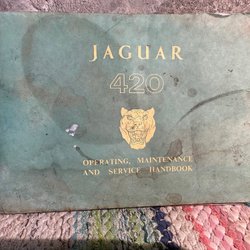 JAGUAR
420
OPERATING, MAINTENANCE
AND SERVICE HANDBOOK